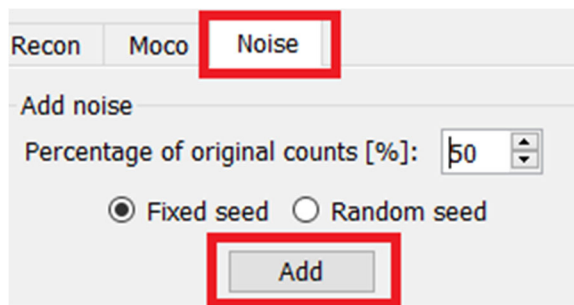 Recon Moco Noise
Add noise
Percentage of original counts [%]: 50
Fixed seed Random seed
Add